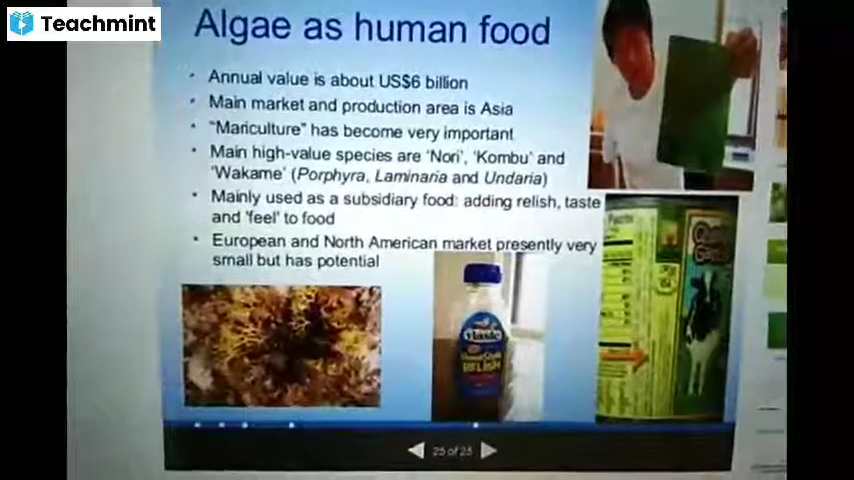 Teachmint
Algae as human food
• Annual value is about US$6 billion
• Main market and production area is Asia
• "Mariculture" has become very important
• Main high-value species are 'Nori', 'Kombu' and
'Wakame' (Porphyra, Laminaria and Undaria)
• Mainly used as a subsidiary food: adding relish, taste
and 'feel' to food
• European and North American market presently very
small but has potential
Vlasic
RELISH
Facts
25 of 25